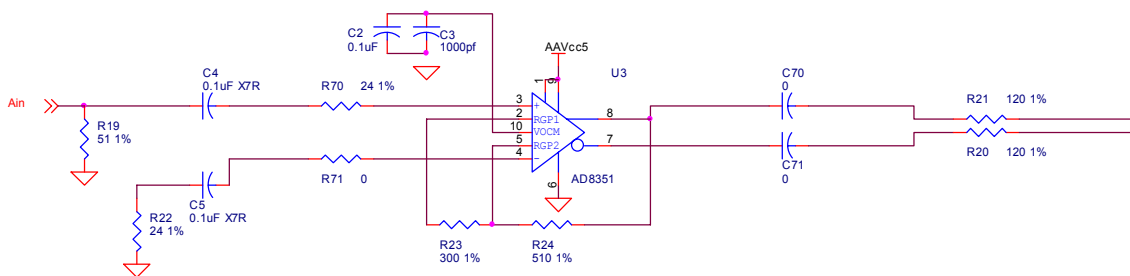 C2
0.1uF
C3
1000pf
AAVcc5
U3
C4
0.1uF X7R
R70
24 1%
C70
0
Ain
R19
51 1%
3
2
10
5
4
1
9
+
RGP1
VOCM
RGP2
-
8
7
6
AD8351
R21
120 1%
R20
120 1%
C71
0
R71
0
C5
0.1uF X7R
R22
24 1%
R23
300 1%
R24
510 1%